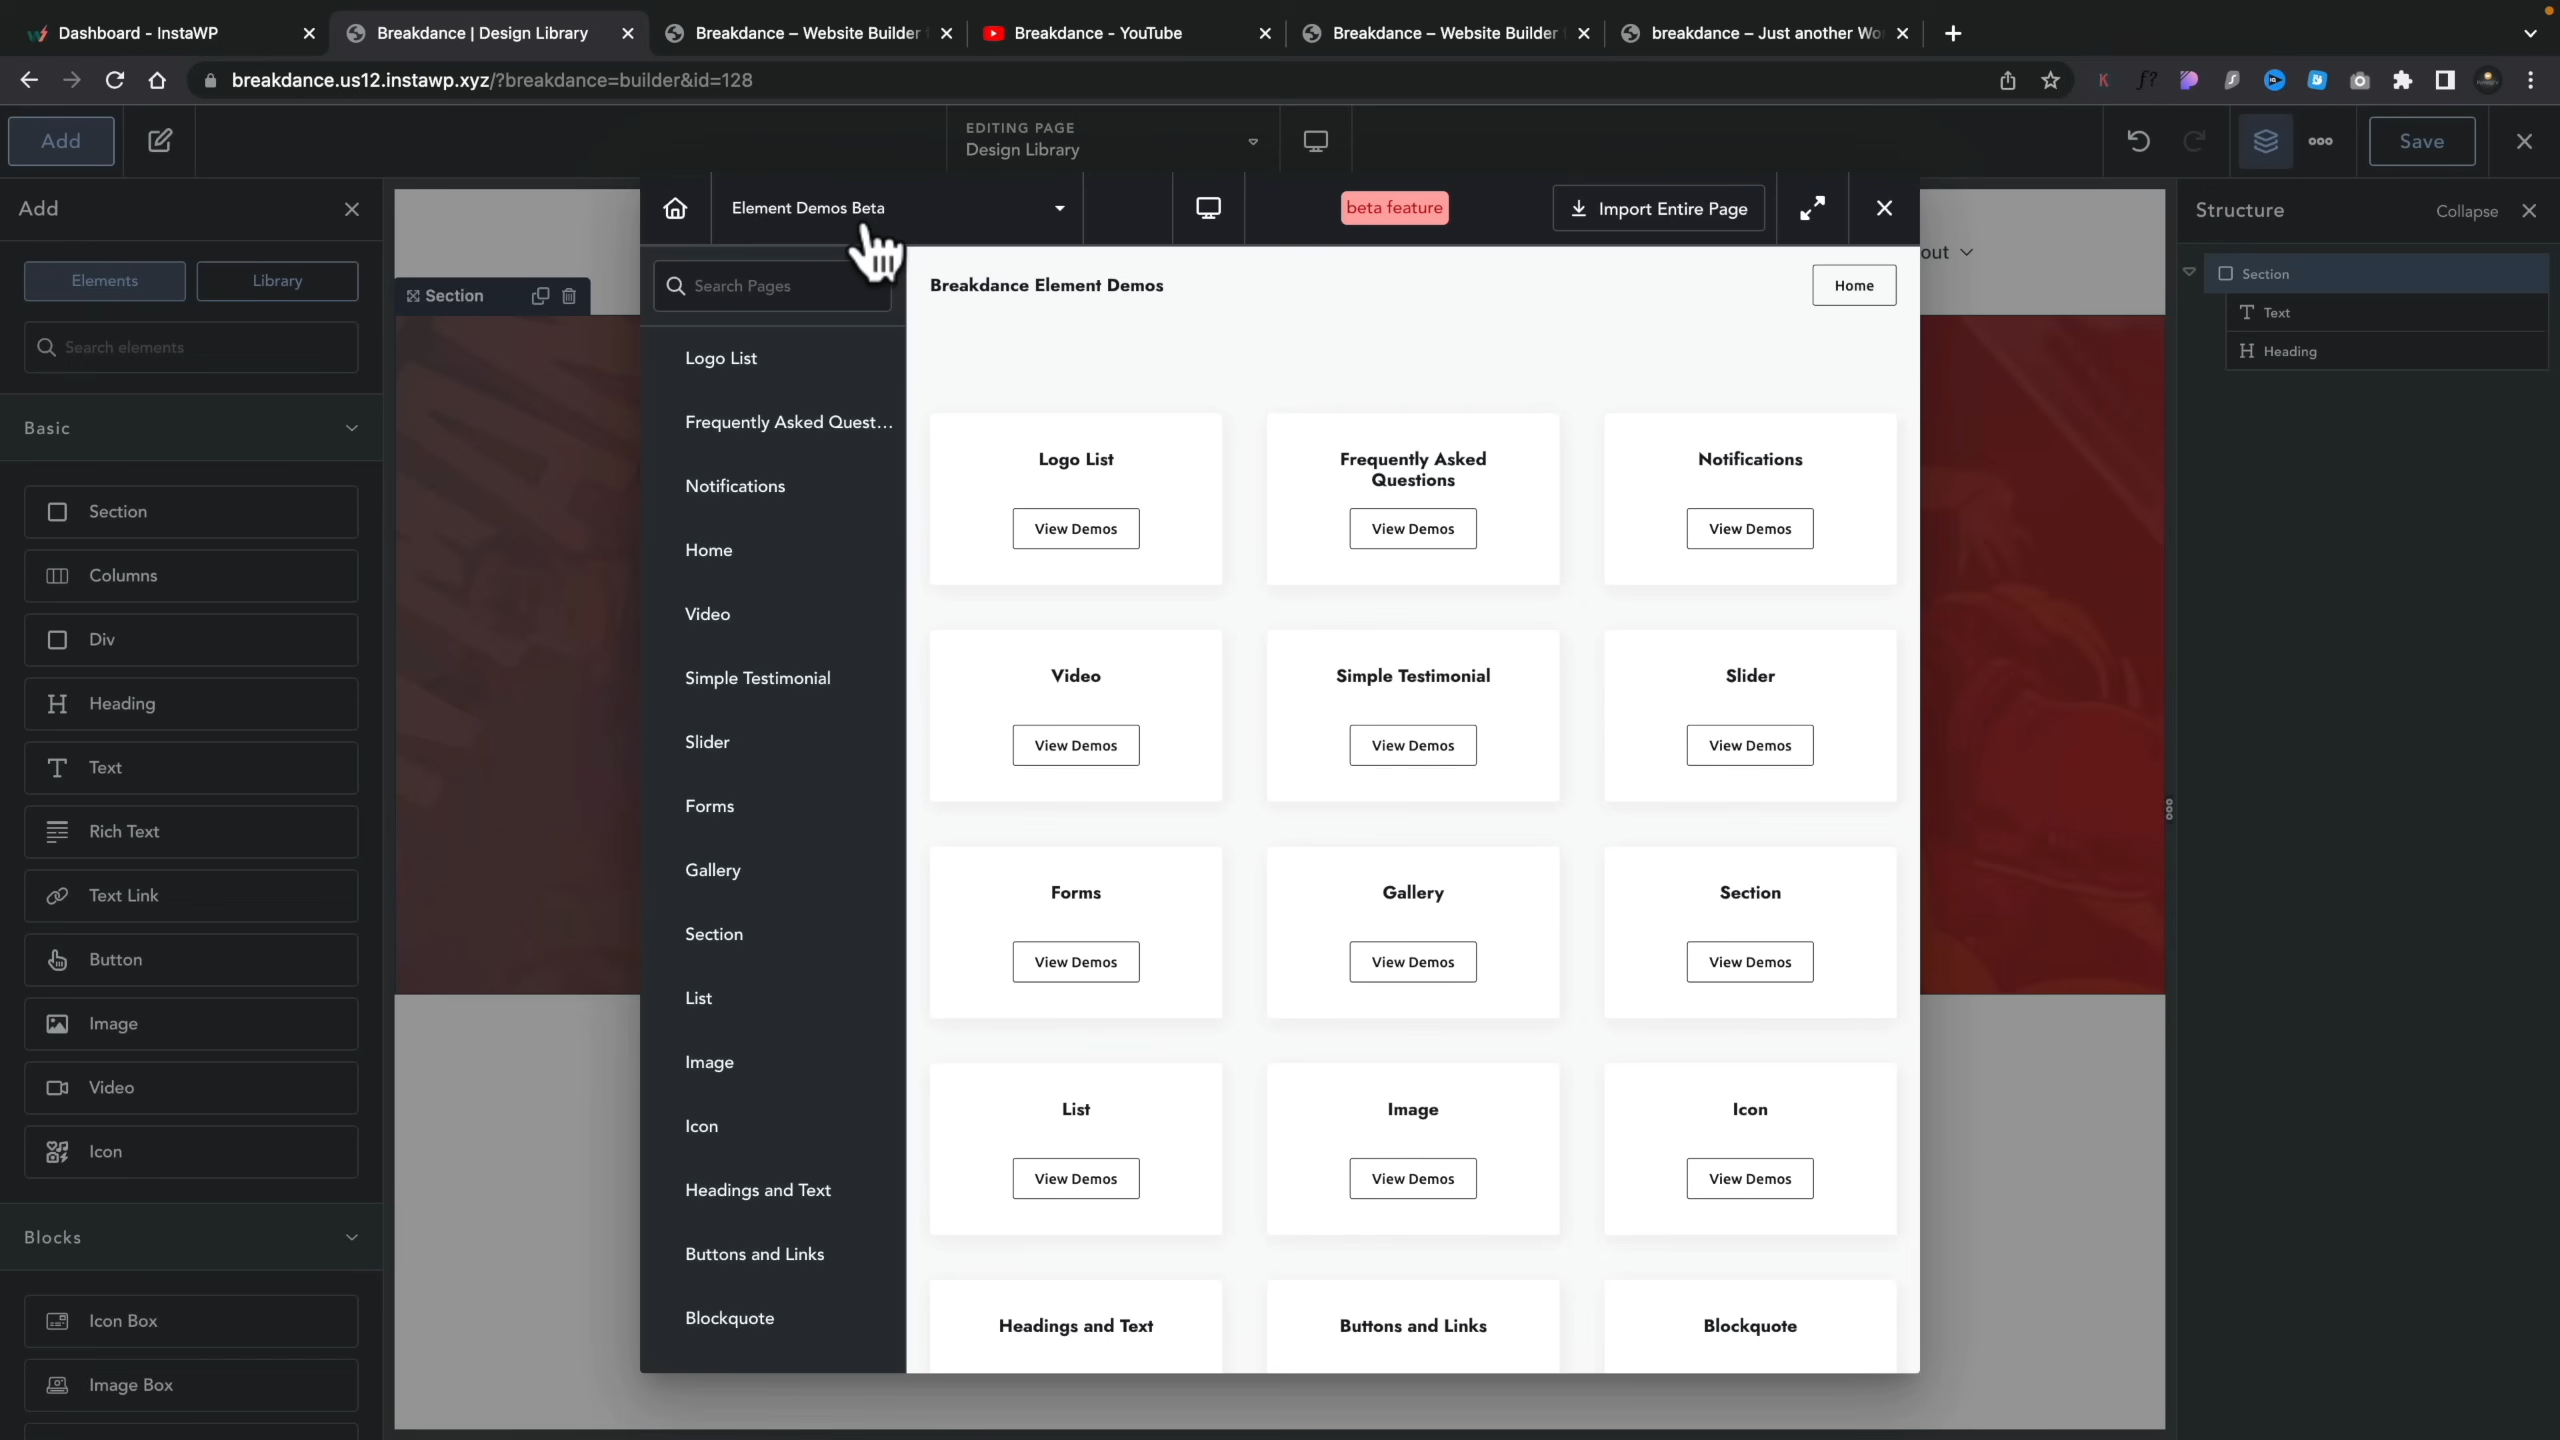 Dashboard - InstaWP
Breakdance | Design Library
Breakdance – Website Builder f
Breakdance - YouTube
Breakdance – Website Builder f
breakdance – Just another Wor
breakdance.us12.instawp.xyz/?breakdance=builder&id=128
Add
EDITING PAGE
Design Library
Save
Add
Elements
Library
Search elements
Basic
Section
Columns
Div
Heading
Text
Rich Text
Text Link
Button
Image
Video
Icon
Blocks
Icon Box
Image Box
Section
Element Demos Beta
beta feature
Import Entire Page
Search Pages
Logo List
Frequently Asked Quest...
Notifications
Home
Video
Simple Testimonial
Slider
Forms
Gallery
Section
List
Image
Icon
Headings and Text
Buttons and Links
Blockquote
Breakdance Element Demos
Home
Logo List
View Demos
Frequently Asked
Questions
View Demos
Notifications
View Demos
Video
View Demos
Simple Testimonial
View Demos
Slider
View Demos
Forms
View Demos
Gallery
View Demos
Section
View Demos
List
View Demos
Image
View Demos
Icon
View Demos
Headings and Text
Buttons and Links
Blockquote
out
Structure
Collapse
Section
Text
Heading